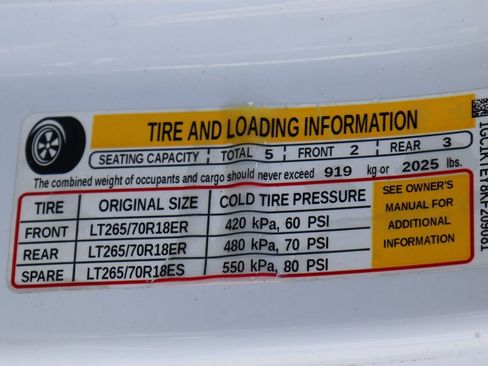 TIRE AND LOADING INFORMATION
SEATING CAPACITY TOTAL 5 FRONT 2 REAR 3
The combined weight of occupants and cargo should never exceed 919 kg or 2025 lbs.
TIRE ORIGINAL SIZE COLD TIRE PRESSURE
FRONT LT265/70R18ER 420 kPa, 60 PSI
REAR LT265/70R18ER 480 kPa, 70 PSI
SPARE LT265/70R18ES 550 kPa, 80 PSI
SEE OWNER'S
MANUAL FOR
ADDITIONAL
INFORMATION